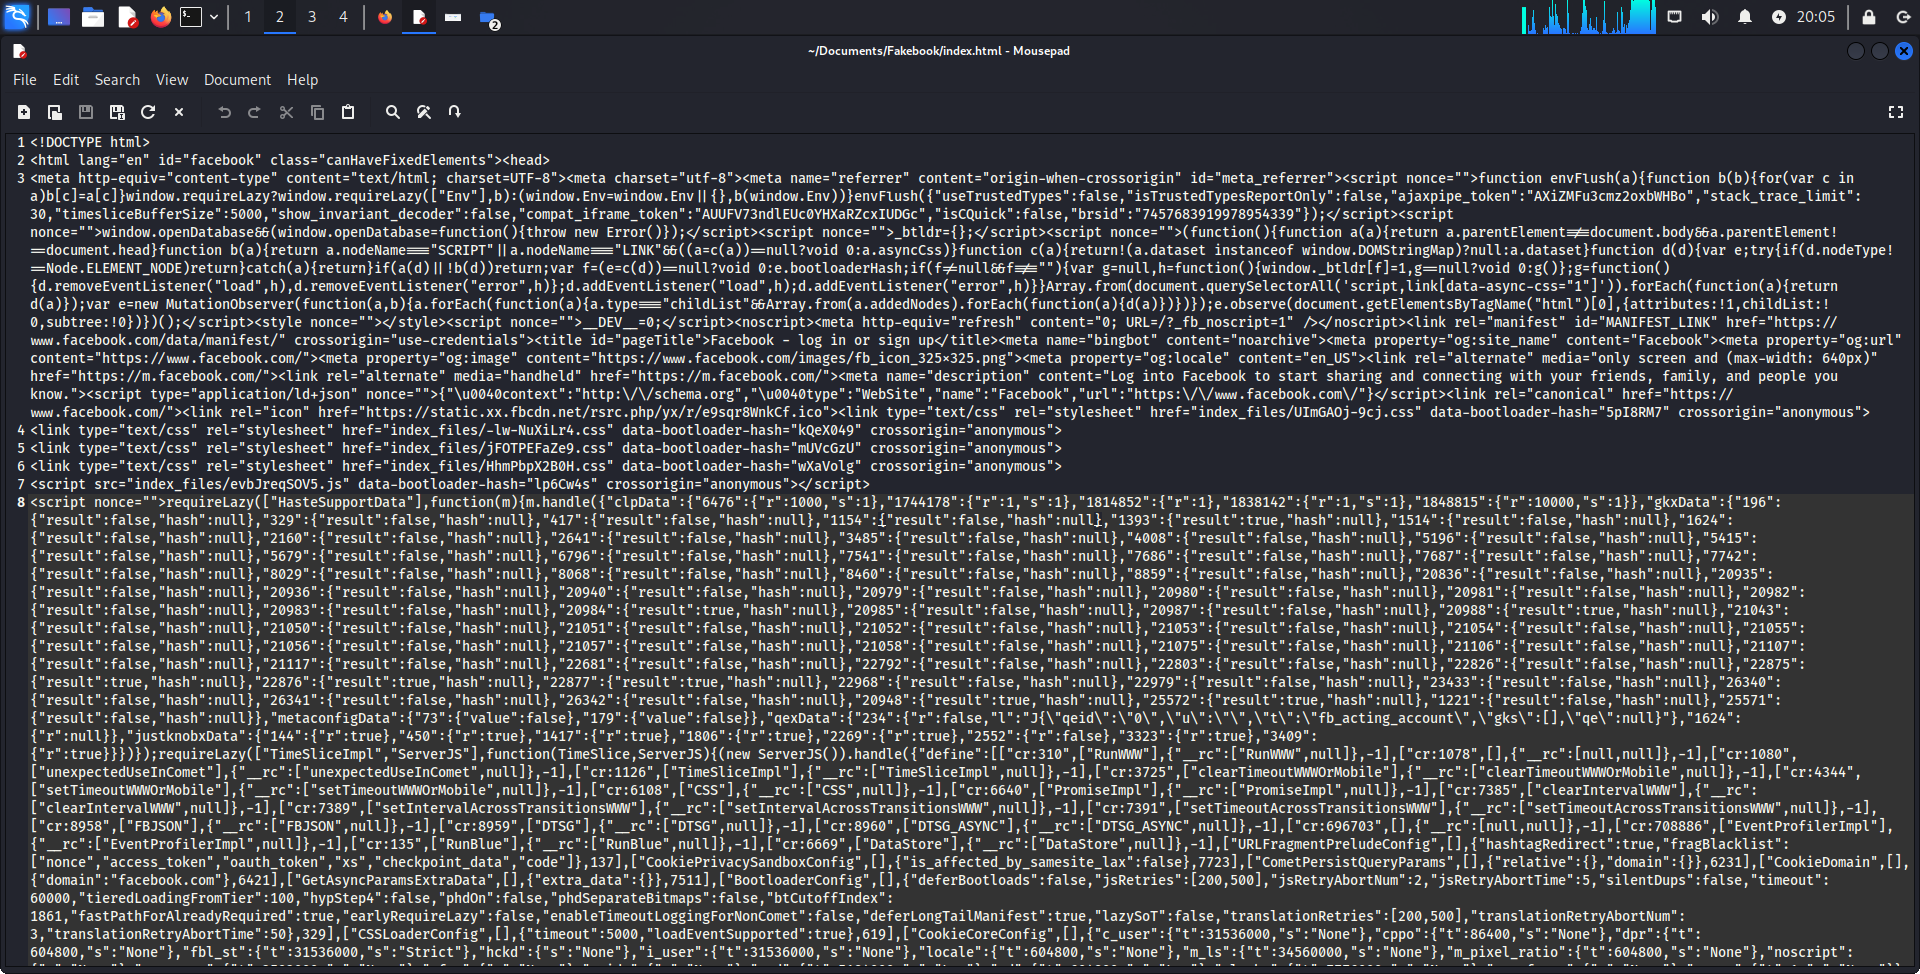 1 2 3 4 2 20:05
~/Documents/Fakebook/index.html - Mousepad
File Edit Search View Document Help
1 <!DOCTYPE html>
2 <html lang="en" id="facebook" class="canHaveFixedElements"><head>
3 <meta http-equiv="content-type" content="text/html; charset=UTF-8"><meta charset="utf-8"><meta name="referrer" content="origin-when-crossorigin" id="meta_referrer"><script nonce="">function envFlush(a){function b(b){for(var c in
a)b[c]=a[c]}window.requireLazy?window.requireLazy(["Env"],b):(window.Env=window.Env||{},b(window.Env))}envFlush({"useTrustedTypes":false,"isTrustedTypesReportOnly":false,"ajaxpipe_token":"AXiZMFu3cmz2oxbWHBo","stack_trace_limit":
30,"timesliceBufferSize":5000,"show_invariant_decoder":false,"compat_iframe_token":"AUUFV73ndlEUc0YHXaRZcxIUDGc","isCQuick":false,"brsid":"7457683919978954339"});</script><script
nonce="">window.openDatabase&&(window.openDatabase=function(){throw new Error()});</script><script nonce="">_btldr={};</script><script nonce="">(function(){function a(a){return a.parentElement!==document.body&&a.parentElement!
==document.head}function b(a){return a.nodeName==="SCRIPT"||a.nodeName==="LINK"&&((a=c(a))==null?void 0:a.asyncCss)}function c(a){return!(a.dataset instanceof window.DOMStringMap)?null:a.dataset}function d(d){var e;try{if(d.nodeType!
==Node.ELEMENT_NODE)return}catch(a){return}if(a(d)||!b(d))return;var f=(e=c(d))==null?void 0:e.bootloaderHash;if(f!=null&&f!==""){var g=null,h=function(){window._btldr[f]=1,g==null?void 0:g()};g=function()
{d.removeEventListener("load",h),d.removeEventListener("error",h)};d.addEventListener("load",h);d.addEventListener("error",h)}}Array.from(document.querySelectorAll('script,link[data-async-css="1"]')).forEach(function(a){return
d(a)});var e=new MutationObserver(function(a,b){a.forEach(function(a){a.type==="childList"&&Array.from(a.addedNodes).forEach(function(a){d(a)})})});e.observe(document.getElementsByTagName("html")[0],{attributes:!1,childList:!
0,subtree:!0})})();</script><style nonce=""></style><script nonce="">__DEV__=0;</script><noscript><meta http-equiv="refresh" content="0; URL=/?_fb_noscript=1" /></noscript><link rel="manifest" id="MANIFEST_LINK" href="https://
www.facebook.com/data/manifest/" crossorigin="use-credentials"><title id="pageTitle">Facebook - log in or sign up</title><meta name="bingbot" content="noarchive"><meta property="og:site_name" content="Facebook"><meta property="og:url"
content="https://www.facebook.com/"><meta property="og:image" content="https://www.facebook.com/images/fb_icon_325x325.png"><meta property="og:locale" content="en_US"><link rel="alternate" media="only screen and (max-width: 640px)"
href="https://m.facebook.com/"><link rel="alternate" media="handheld" href="https://m.facebook.com/"><meta name="description" content="Log into Facebook to start sharing and connecting with your friends, family, and people you
know."><script type="application/ld+json" nonce="">{"\u0040context":"http:\/\/schema.org","\u0040type":"WebSite","name":"Facebook","url":"https:\/\/www.facebook.com\/"}</script><link rel="canonical" href="https://
www.facebook.com/"><link rel="icon" href="https://static.xx.fbcdn.net/rsrc.php/yx/r/e9sqr8WnkCf.ico"><link type="text/css" rel="stylesheet" href="index_files/UImGAOj-9cj.css" data-bootloader-hash="5pI8RM7" crossorigin="anonymous">
4 <link type="text/css" rel="stylesheet" href="index_files/-lw-NuXiLr4.css" data-bootloader-hash="kQeX049" crossorigin="anonymous">
5 <link type="text/css" rel="stylesheet" href="index_files/jFOTPEFaZe9.css" data-bootloader-hash="mUVcGzU" crossorigin="anonymous">
6 <link type="text/css" rel="stylesheet" href="index_files/HhmPbpX2B0H.css" data-bootloader-hash="wXaVolg" crossorigin="anonymous">
7 <script src="index_files/evbJreqSOV5.js" data-bootloader-hash="lp6Cw4s" crossorigin="anonymous"></script>
8 <script nonce="">requireLazy(["HasteSupportData"],function(m){m.handle({"clpData":{"6476":{"r":1000,"s":1},"1744178":{"r":1,"s":1},"1814852":{"r":1},"1838142":{"r":1,"s":1},"1848815":{"r":10000,"s":1}},"gkxData":{"196":
{"result":false,"hash":null},"329":{"result":false,"hash":null},"417":{"result":false,"hash":null},"1154":{"result":false,"hash":null},"1393":{"result":true,"hash":null},"1514":{"result":false,"hash":null},"1624":
{"result":false,"hash":null},"2160":{"result":false,"hash":null},"2641":{"result":false,"hash":null},"3485":{"result":false,"hash":null},"4008":{"result":false,"hash":null},"5196":{"result":false,"hash":null},"5415":
{"result":false,"hash":null},"5679":{"result":false,"hash":null},"6796":{"result":false,"hash":null},"7541":{"result":false,"hash":null},"7686":{"result":false,"hash":null},"7687":{"result":false,"hash":null},"7742":
{"result":false,"hash":null},"8029":{"result":false,"hash":null},"8068":{"result":false,"hash":null},"8460":{"result":false,"hash":null},"8859":{"result":false,"hash":null},"20836":{"result":false,"hash":null},"20935":
{"result":false,"hash":null},"20936":{"result":false,"hash":null},"20940":{"result":false,"hash":null},"20979":{"result":false,"hash":null},"20980":{"result":false,"hash":null},"20981":{"result":false,"hash":null},"20982":
{"result":false,"hash":null},"20983":{"result":false,"hash":null},"20984":{"result":true,"hash":null},"20985":{"result":false,"hash":null},"20987":{"result":false,"hash":null},"20988":{"result":true,"hash":null},"21043":
{"result":false,"hash":null},"21050":{"result":false,"hash":null},"21051":{"result":false,"hash":null},"21052":{"result":false,"hash":null},"21053":{"result":false,"hash":null},"21054":{"result":false,"hash":null},"21055":
{"result":false,"hash":null},"21056":{"result":false,"hash":null},"21057":{"result":false,"hash":null},"21058":{"result":false,"hash":null},"21075":{"result":false,"hash":null},"21106":{"result":false,"hash":null},"21107":
{"result":false,"hash":null},"21117":{"result":false,"hash":null},"22681":{"result":false,"hash":null},"22792":{"result":false,"hash":null},"22803":{"result":false,"hash":null},"22826":{"result":false,"hash":null},"22875":
{"result":true,"hash":null},"22876":{"result":true,"hash":null},"22877":{"result":true,"hash":null},"22968":{"result":false,"hash":null},"22979":{"result":false,"hash":null},"23433":{"result":false,"hash":null},"26340":
{"result":false,"hash":null},"26341":{"result":false,"hash":null},"26342":{"result":false,"hash":null},"20948":{"result":true,"hash":null},"25572":{"result":true,"hash":null},"1221":{"result":false,"hash":null},"25571":
{"result":false,"hash":null}},"metaconfigData":{"73":{"value":false},"179":{"value":false}},"qexData":{"234":{"r":false,"l":"J{\"qeid\":\"0\",\"u\":\"\",\"t\":\"fb_acting_account\",\"gks\":[],\"qe\":null}"},"1624":
{"r":null}},"justknobxData":{"144":{"r":true},"450":{"r":true},"1417":{"r":true},"1806":{"r":true},"2269":{"r":true},"2552":{"r":false},"3323":{"r":true},"3409":
{"r":true}}})});requireLazy(["TimeSliceImpl","ServerJS"],function(TimeSlice,ServerJS){(new ServerJS()).handle({"define":[["cr:310",["RunWWW"],{"__rc":["RunWWW",null]},-1],["cr:1078",[],{"__rc":[null,null]},-1],["cr:1080",
["unexpectedUseInComet"],{"__rc":["unexpectedUseInComet",null]},-1],["cr:1126",["TimeSliceImpl"],{"__rc":["TimeSliceImpl",null]},-1],["cr:3725",["clearTimeoutWWWOrMobile"],{"__rc":["clearTimeoutWWWOrMobile",null]},-1],["cr:4344",
["setTimeoutWWWOrMobile"],{"__rc":["setTimeoutWWWOrMobile",null]},-1],["cr:6108",["CSS"],{"__rc":["CSS",null]},-1],["cr:6640",["PromiseImpl"],{"__rc":["PromiseImpl",null]},-1],["cr:7385",["clearIntervalWWW"],{"__rc":
["clearIntervalWWW",null]},-1],["cr:7389",["setIntervalAcrossTransitionsWWW"],{"__rc":["setIntervalAcrossTransitionsWWW",null]},-1],["cr:7391",["setTimeoutAcrossTransitionsWWW"],{"__rc":["setTimeoutAcrossTransitionsWWW",null]},-1],
["cr:8958",["FBJSON"],{"__rc":["FBJSON",null]},-1],["cr:8959",["DTSG"],{"__rc":["DTSG",null]},-1],["cr:8960",["DTSG_ASYNC"],{"__rc":["DTSG_ASYNC",null]},-1],["cr:696703",[],{"__rc":[null,null]},-1],["cr:708886",["EventProfilerImpl"],
{"__rc":["EventProfilerImpl",null]},-1],["cr:135",["RunBlue"],{"__rc":["RunBlue",null]},-1],["cr:6669",["DataStore"],{"__rc":["DataStore",null]},-1],["URLFragmentPreludeConfig",[],{"hashtagRedirect":true,"fragBlacklist":
["nonce","access_token","oauth_token","xs","checkpoint_data","code"]},137],["CookiePrivacySandboxConfig",[],{"is_affected_by_samesite_lax":false},7723],["CometPersistQueryParams",[],{"relative":{},"domain":{}},6231],["CookieDomain",[],
{"domain":"facebook.com"},6421],["GetAsyncParamsExtraData",[],{"extra_data":{}},7511],["BootloaderConfig",[],{"deferBootloads":false,"jsRetries":[200,500],"jsRetryAbortNum":2,"jsRetryAbortTime":5,"silentDups":false,"timeout":
60000,"tieredLoadingFromTier":100,"hypStep4":false,"phdOn":false,"phdSeparateBitmaps":false,"btCutoffIndex":
1861,"fastPathForAlreadyRequired":true,"earlyRequireLazy":false,"enableTimeoutLoggingForNonComet":false,"deferLongTailManifest":true,"lazySoT":false,"translationRetries":[200,500],"translationRetryAbortNum":
3,"translationRetryAbortTime":50},329],["CSSLoaderConfig",[],{"timeout":5000,"loadEventSupported":true},619],["CookieCoreConfig",[],{"c_user":{"t":31536000,"s":"None"},"cppo":{"t":86400,"s":"None"},"dpr":{"t":
604800,"s":"None"},"fbl_st":{"t":31536000,"s":"Strict"},"hckd":{"s":"None"},"i_user":{"t":31536000,"s":"None"},"locale":{"t":604800,"s":"None"},"m_ls":{"t":34560000,"s":"None"},"m_pixel_ratio":{"t":604800,"s":"None"},"noscript":